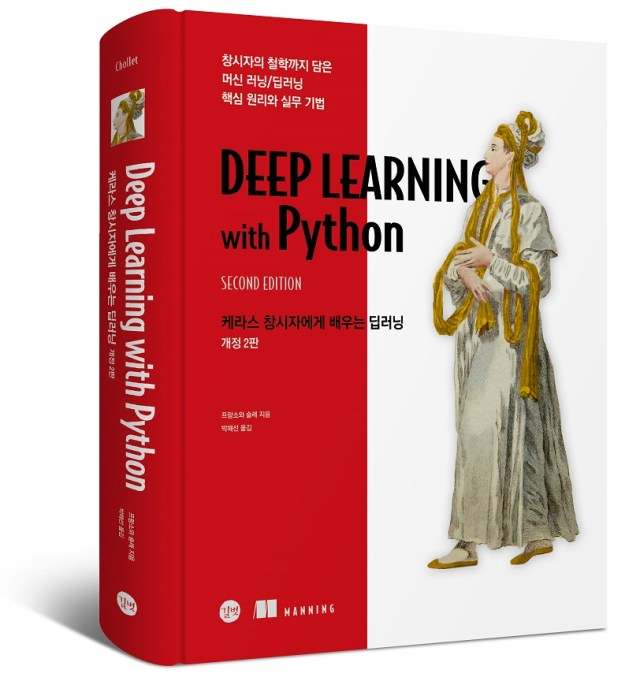 Chollet
Deep Learning with Python
케라스 창시자에게 배우는 딥러닝 개정 2판
프랑소와 숄레 지음
박해선 옮김
길벗
창시자의 철학까지 담은
머신 러닝/딥러닝
핵심 원리와 실무 기법
DEEP LEARNING
with Python
SECOND EDITION
케라스 창시자에게 배우는 딥러닝
개정 2판
프랑소와 숄레 지음
박해선 옮김
길벗
MANNING